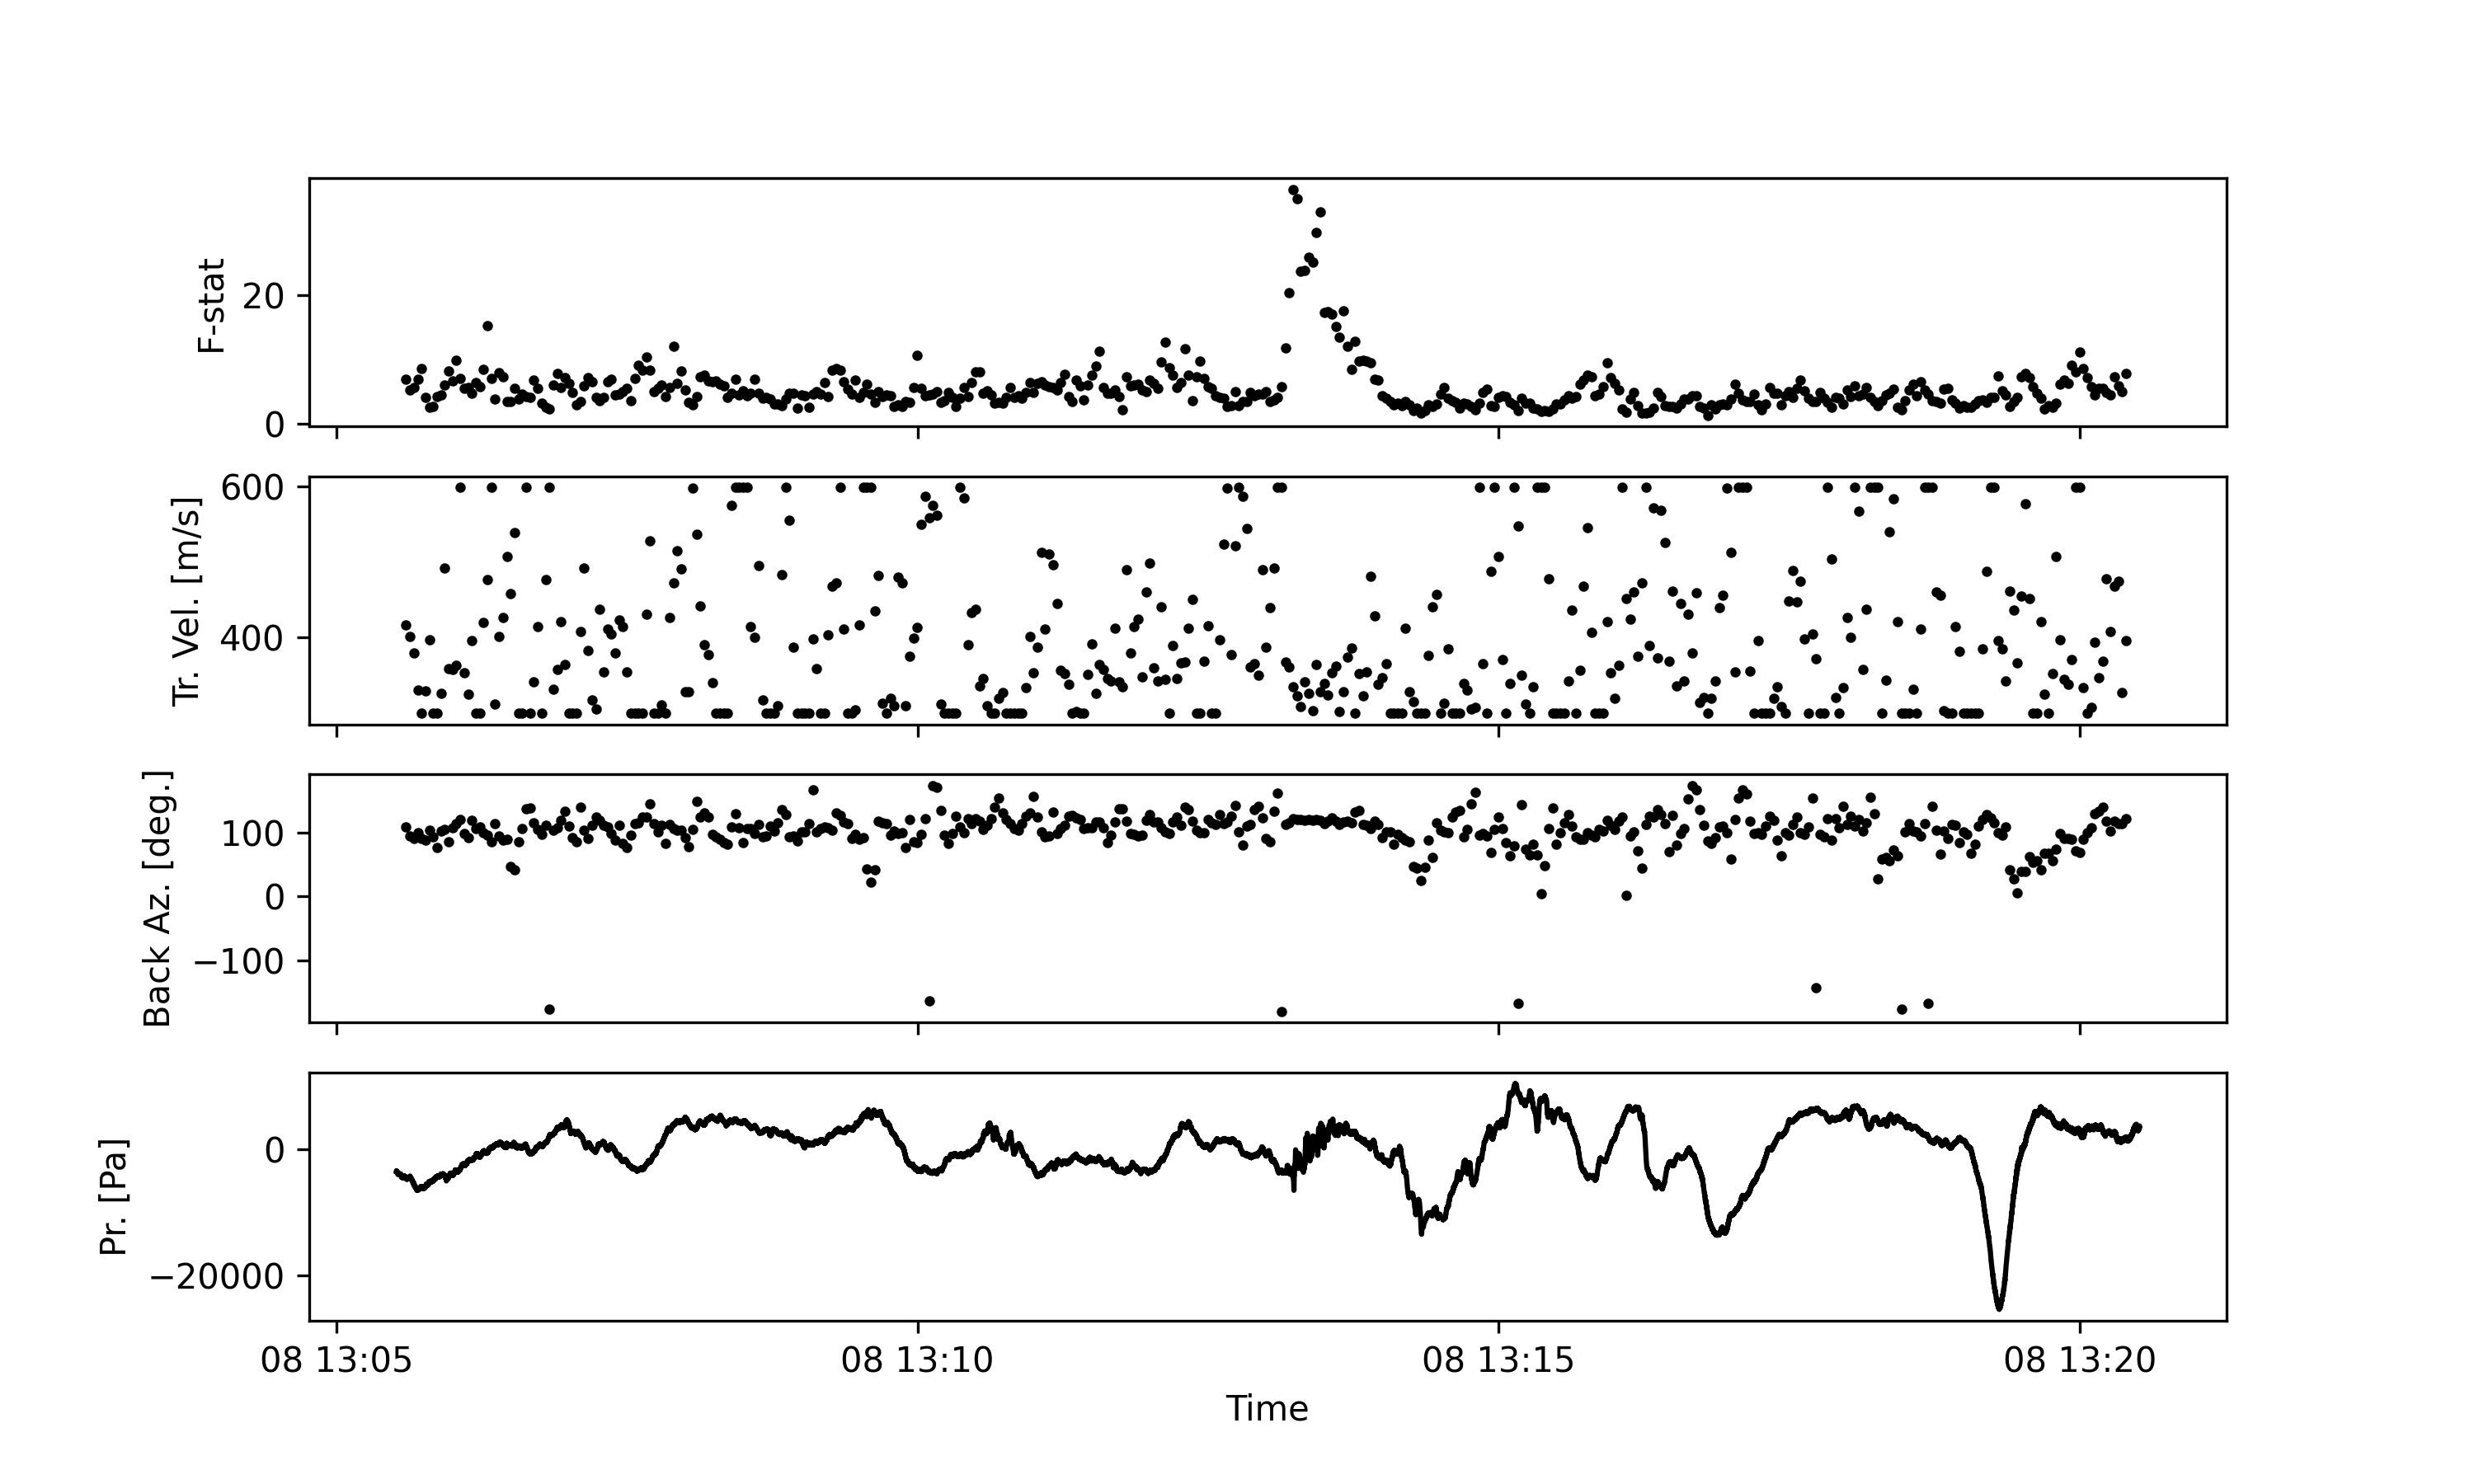 F-stat
20
0
Tr. Vel. [m/s]
600
400
Back Az. [deg.]
100
0
−100
Pr. [Pa]
0
−20000
08 13:05
08 13:10
08 13:15
08 13:20
Time